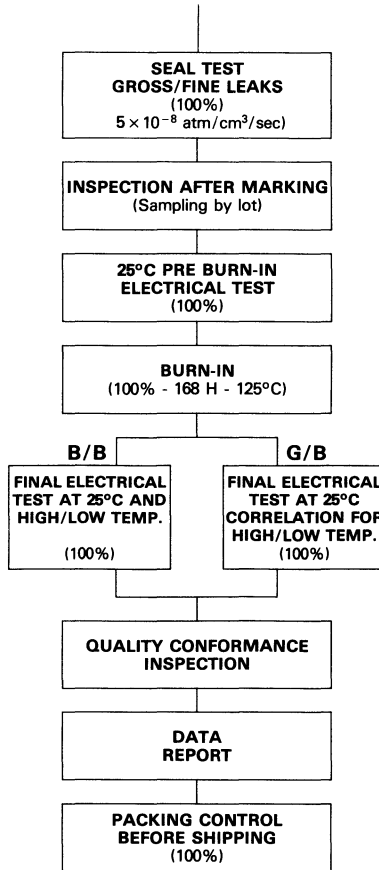 SEAL TEST
GROSS/FINE LEAKS
(100%)
5 × 10⁻⁸ atm/cm³/sec)
INSPECTION AFTER MARKING
(Sampling by lot)
25°C PRE BURN-IN
ELECTRICAL TEST
(100%)
BURN-IN
(100% - 168 H - 125°C)
B/B
FINAL ELECTRICAL
TEST AT 25°C AND
HIGH/LOW TEMP.
(100%)
G/B
FINAL ELECTRICAL
TEST AT 25°C
CORRELATION FOR
HIGH/LOW TEMP.
(100%)
QUALITY CONFORMANCE
INSPECTION
DATA
REPORT
PACKING CONTROL
BEFORE SHIPPING
(100%)